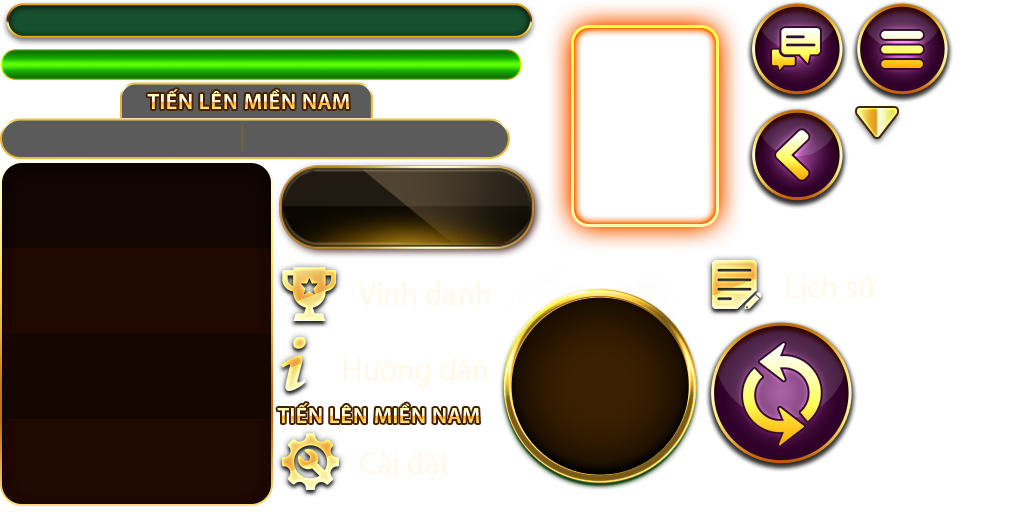 TIẾN LÊN MIỀN NAM
Vinh danh
Lịch sử
Hướng dẫn
TIẾN LÊN MIỀN NAM
Cài đặt